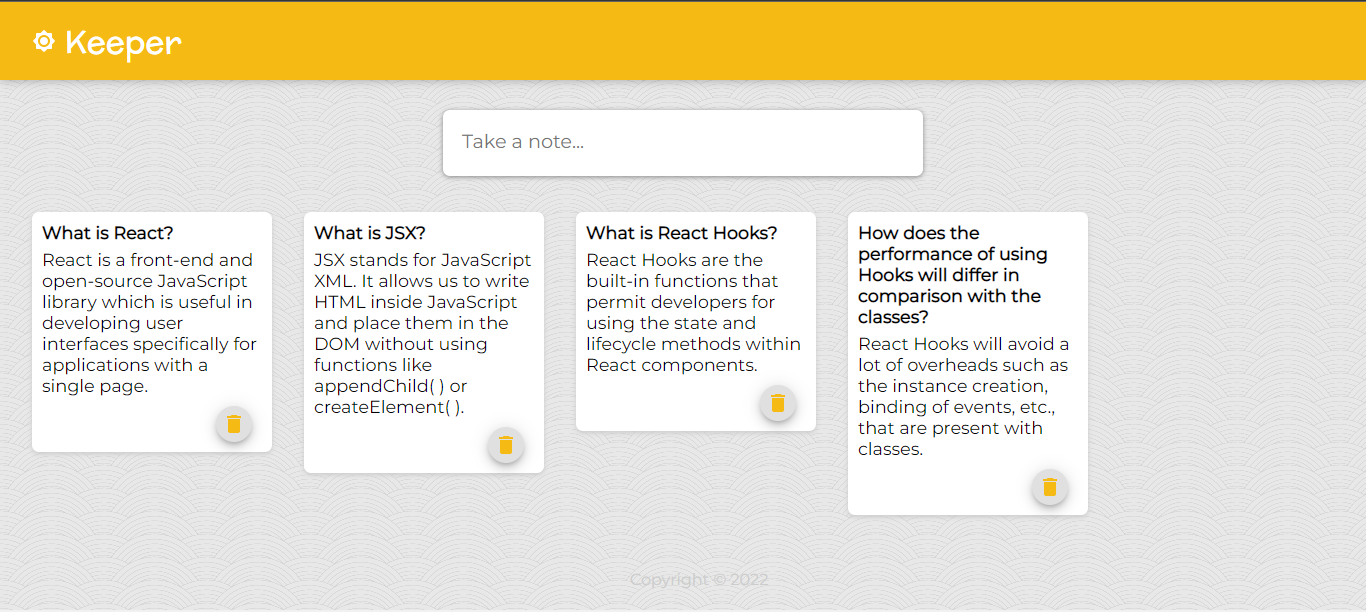 Keeper
Take a note...
What is React?
React is a front-end and
open-source JavaScript
library which is useful in
developing user
interfaces specifically for
applications with a
single page.
What is JSX?
JSX stands for JavaScript
XML. It allows us to write
HTML inside JavaScript
and place them in the
DOM without using
functions like
appendChild( ) or
createElement( ).
What is React Hooks?
React Hooks are the
built-in functions that
permit developers for
using the state and
lifecycle methods within
React components.
How does the
performance of using
Hooks will differ in
comparison with the
classes?
React Hooks will avoid a
lot of overheads such as
the instance creation,
binding of events, etc.,
that are present with
classes.
Copyright © 2022